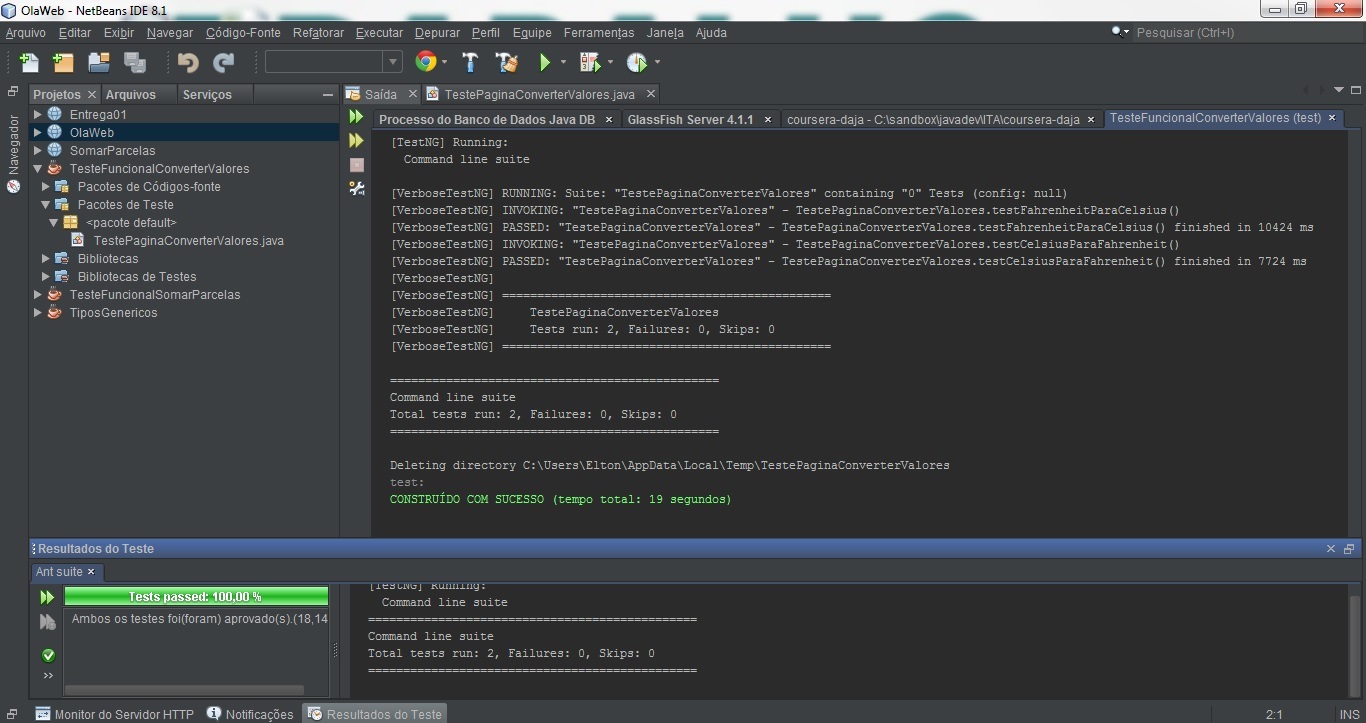 OlaWeb - NetBeans IDE 8.1
Arquivo Editar Exibir Navegar Código-Fonte Refatorar Executar Depurar Perfil Equipe Ferramentas Janela Ajuda
Pesquisar (Ctrl+I)
Projetos Arquivos Serviços
Navegador
Entrega01
OlaWeb
SomarParcelas
TesteFuncionalConverterValores
Pacotes de Códigos-fonte
Pacotes de Teste
<pacote default>
TestePaginaConverterValores.java
Bibliotecas
Bibliotecas de Testes
TesteFuncionalSomarParcelas
TiposGenericos
Saída TestePaginaConverterValores.java
Processo do Banco de Dados Java DB GlassFish Server 4.1.1 coursera-daja - C:\sandbox\javadev\ITA\coursera-daja TesteFuncionalConverterValores (test)
[TestNG] Running:
Command line suite
[VerboseTestNG] RUNNING: Suite: "TestePaginaConverterValores" containing "0" Tests (config: null)
[VerboseTestNG] INVOKING: "TestePaginaConverterValores" - TestePaginaConverterValores.testFahrenheitParaCelsius()
[VerboseTestNG] PASSED: "TestePaginaConverterValores" - TestePaginaConverterValores.testFahrenheitParaCelsius() finished in 10424 ms
[VerboseTestNG] INVOKING: "TestePaginaConverterValores" - TestePaginaConverterValores.testCelsiusParaFahrenheit()
[VerboseTestNG] PASSED: "TestePaginaConverterValores" - TestePaginaConverterValores.testCelsiusParaFahrenheit() finished in 7724 ms
[VerboseTestNG]
[VerboseTestNG] ===============================================
[VerboseTestNG] TestePaginaConverterValores
[VerboseTestNG] Tests run: 2, Failures: 0, Skips: 0
[VerboseTestNG] ===============================================
===============================================
Command line suite
Total tests run: 2, Failures: 0, Skips: 0
===============================================
Deleting directory C:\Users\Elton\AppData\Local\Temp\TestePaginaConverterValores
test:
CONSTRUÍDO COM SUCESSO (tempo total: 19 segundos)
Resultados do Teste
Ant suite
Tests passed: 100,00 %
Ambos os testes foi(foram) aprovado(s).(18,14
[TestNG] Running:
Command line suite
===============================================
Command line suite
Total tests run: 2, Failures: 0, Skips: 0
===============================================
Monitor do Servidor HTTP Notificações Resultados do Teste
2:1 INS